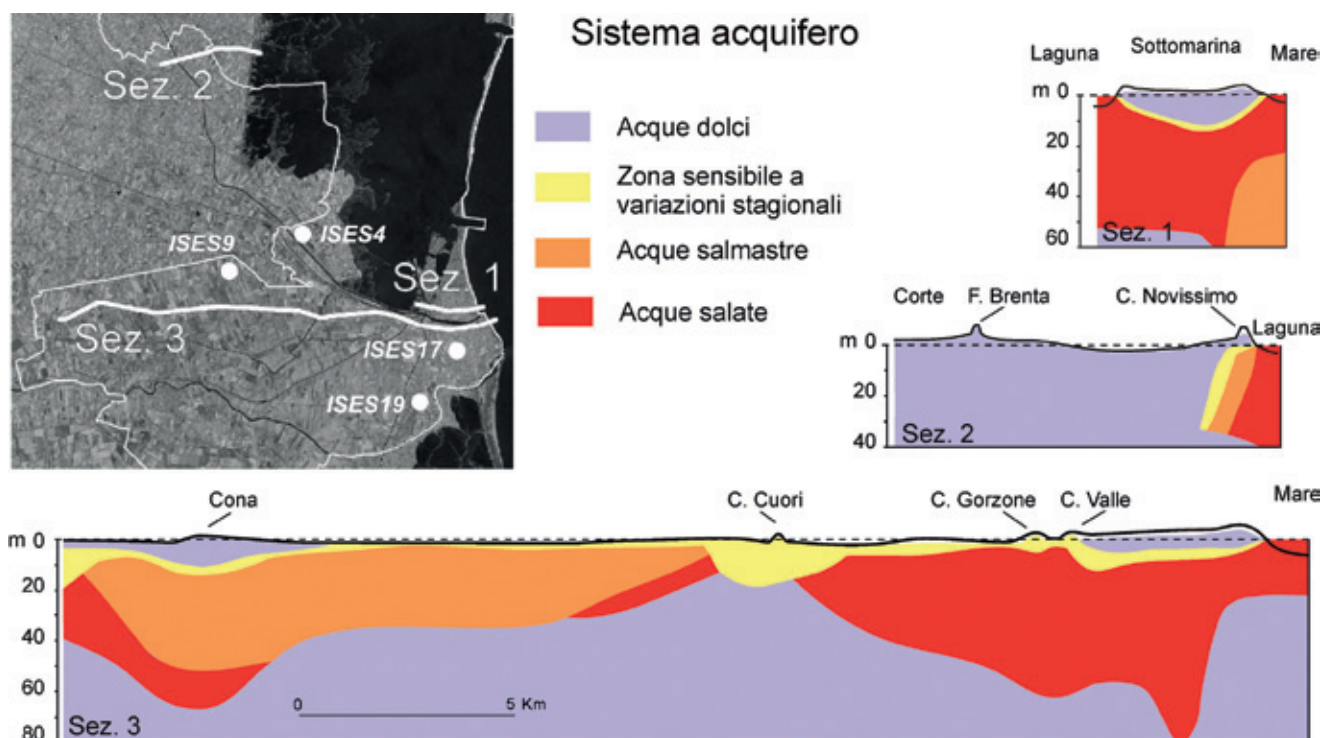 Sistema acquifero
Sez. 2
ISES9
ISES4
Sez. 1
Sez. 3
ISES17
ISES19
Acque dolci
Zona sensibile a
variazioni stagionali
Acque salmastre
Acque salate
Laguna Sottomarina Mare
m 0
20
40
60
Sez. 1
Corte F. Brenta C. Novissimo
Laguna
m 0
20
40
Sez. 2
Cona C. Cuori C. Gorzone C. Valle Mare
m 0
20
40
60
80
0 5 Km
Sez. 3